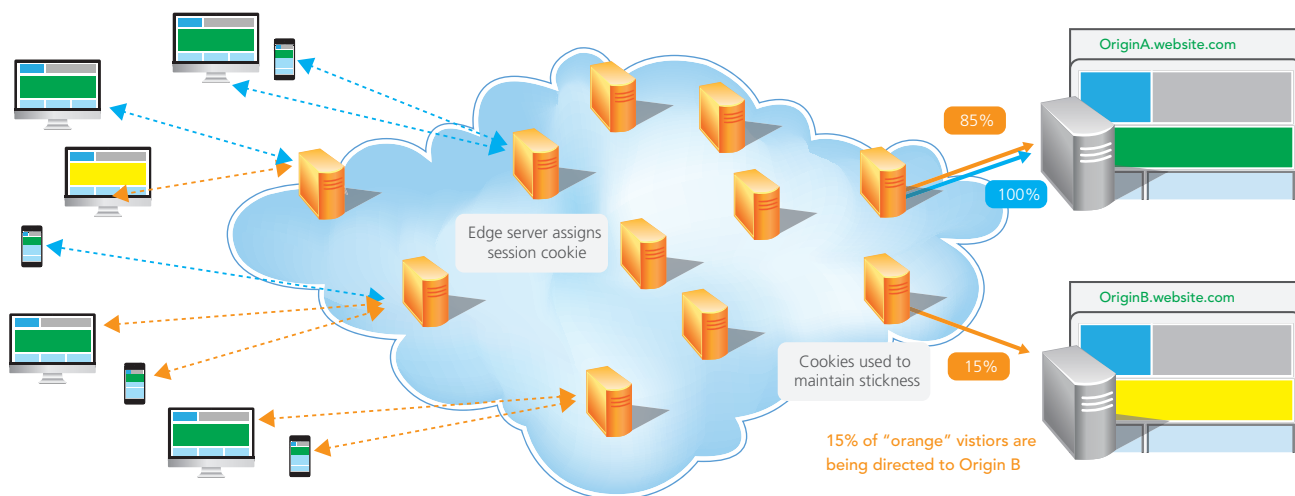 OriginA.website.com
85%
100%
Edge server assigns
session cookie
OriginB.website.com
Cookies used to
maintain stickness
15%
15% of “orange” vistiors are
being directed to Origin B